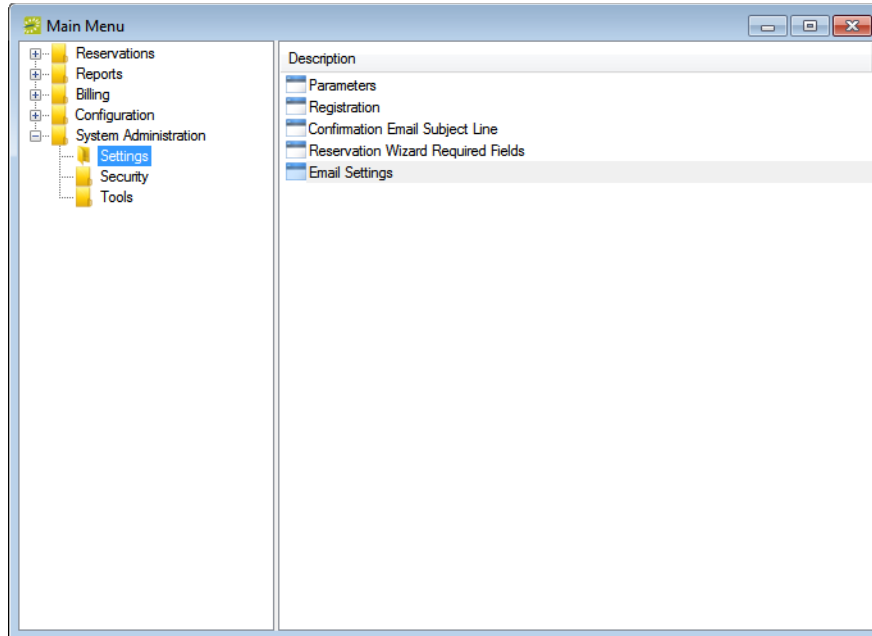 Main Menu
Reservations
Reports
Billing
Configuration
System Administration
Settings
Security
Tools
Description
Parameters
Registration
Confirmation Email Subject Line
Reservation Wizard Required Fields
Email Settings